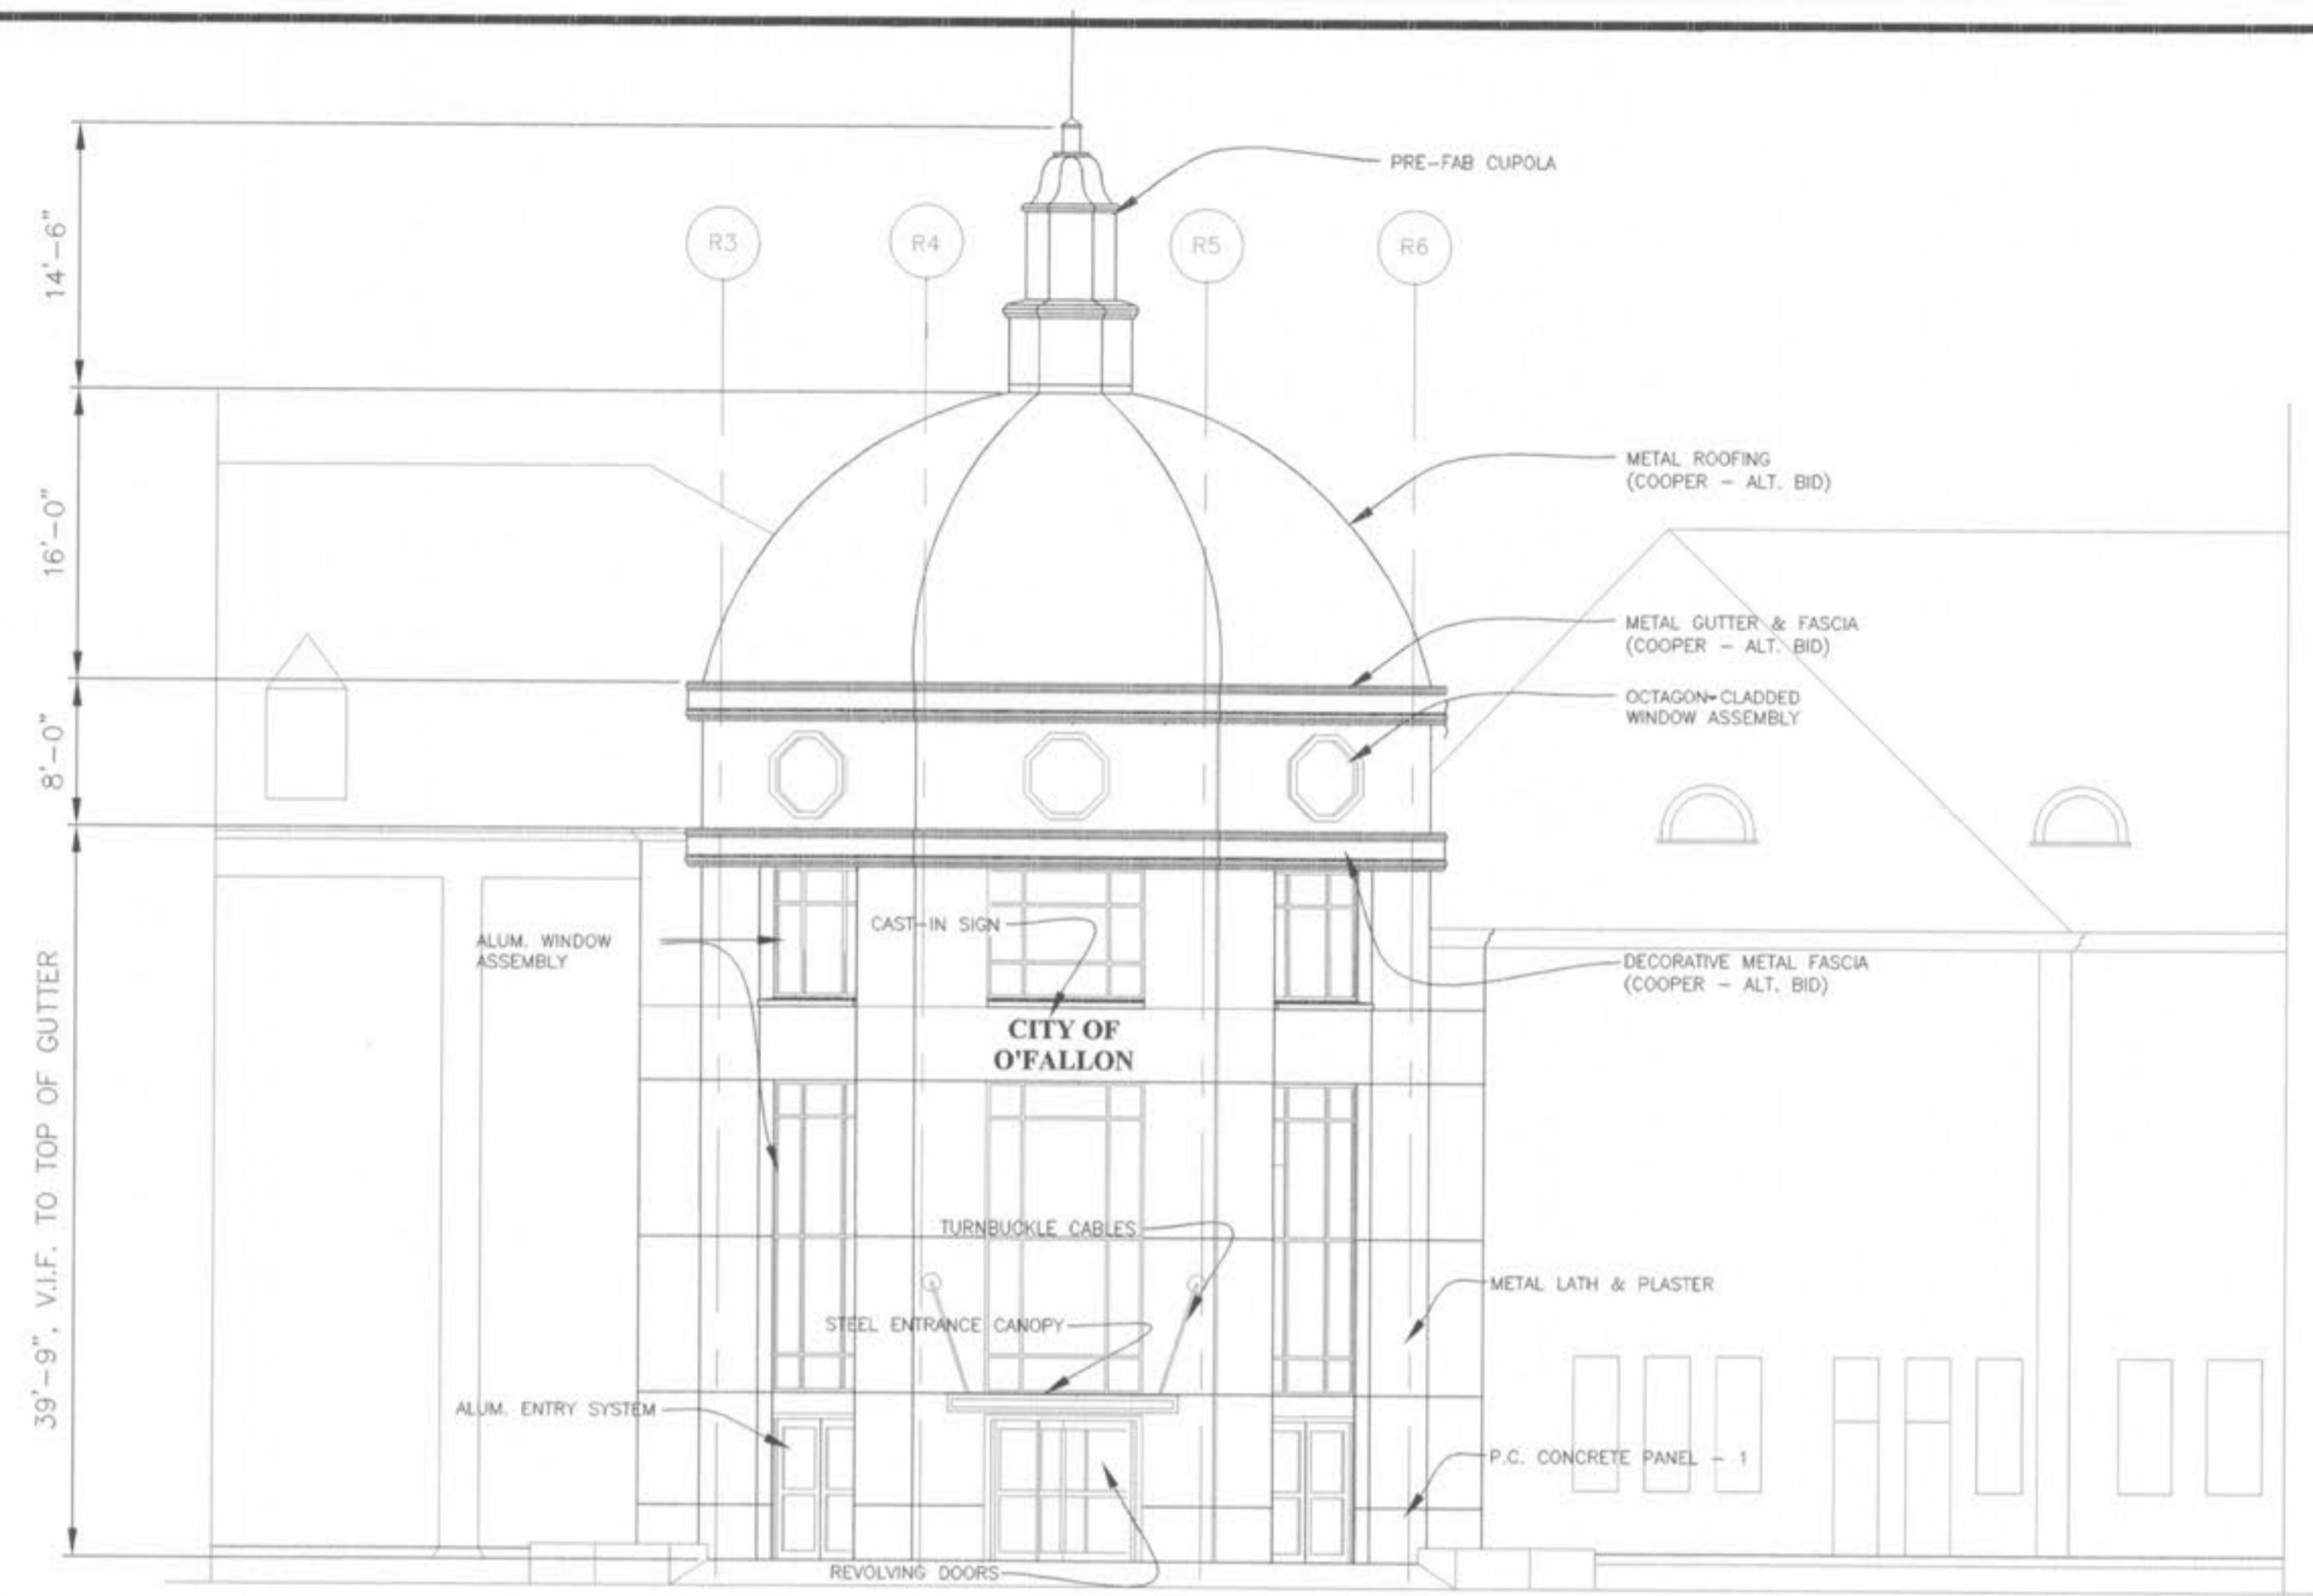 PRE-FAB CUPOLA
R3
R4
R5
R6
14'-6"
METAL ROOFING
(COOPER - ALT. BID)
16'-0"
METAL GUTTER & FASCIA
(COOPER - ALT. BID)
OCTAGON-CLADDED
WINDOW ASSEMBLY
8'-0"
CAST-IN SIGN
ALUM. WINDOW
ASSEMBLY
DECORATIVE METAL FASCIA
(COOPER - ALT. BID)
CITY OF
O'FALLON
39'-9", V.I.F. TO TOP OF GUTTER
TURNBUCKLE CABLES
METAL LATH & PLASTER
STEEL ENTRANCE CANOPY
ALUM. ENTRY SYSTEM
P.C. CONCRETE PANEL - 1
REVOLVING DOORS